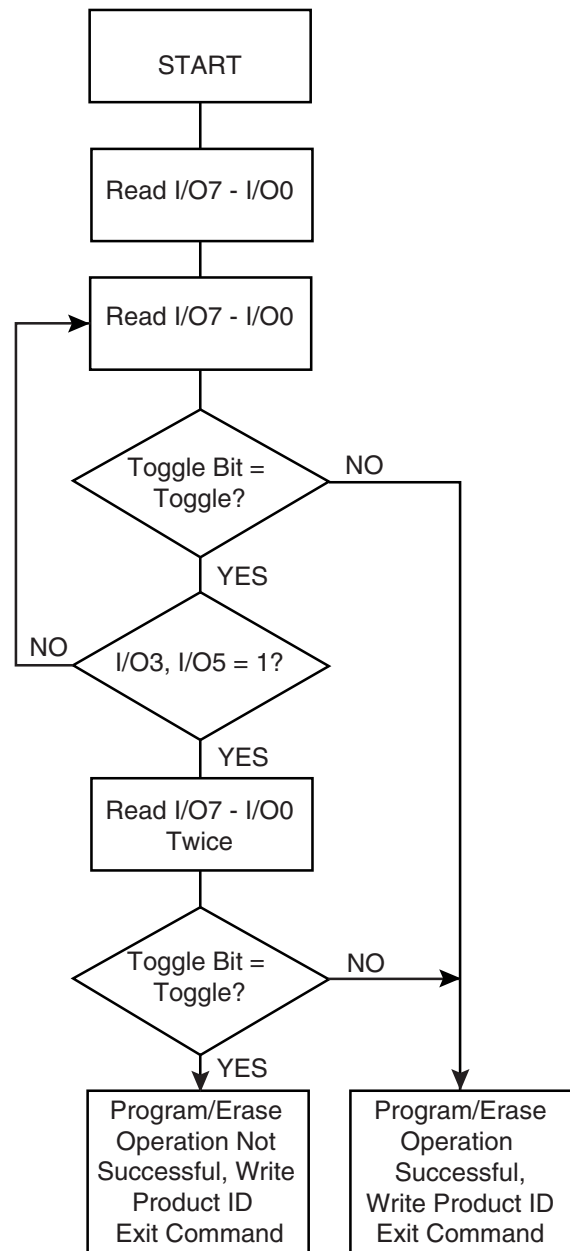 START
Read I/O7 - I/O0
Read I/O7 - I/O0
Toggle Bit =
Toggle?
NO
YES
NO
I/O3, I/O5 = 1?
YES
Read I/O7 - I/O0
Twice
Toggle Bit =
Toggle?
NO
YES
Program/Erase
Operation Not
Successful, Write
Product ID
Exit Command
Program/Erase
Operation
Successful,
Write Product ID
Exit Command